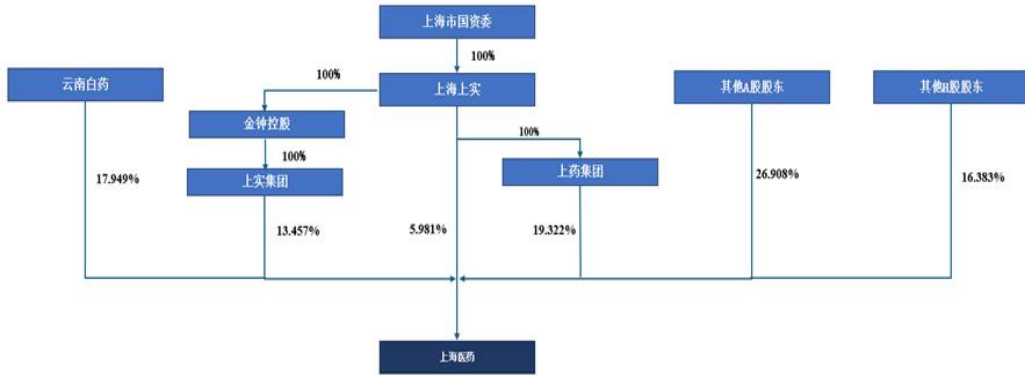 上海市国资委
100%
云南白药
100%
上海上实
其他A股股东
其他H股股东
金钟控股
100%
100%
上实集团
上药集团
17.949%
13.457%
5.981%
19.322%
26.908%
16.383%
上海医药